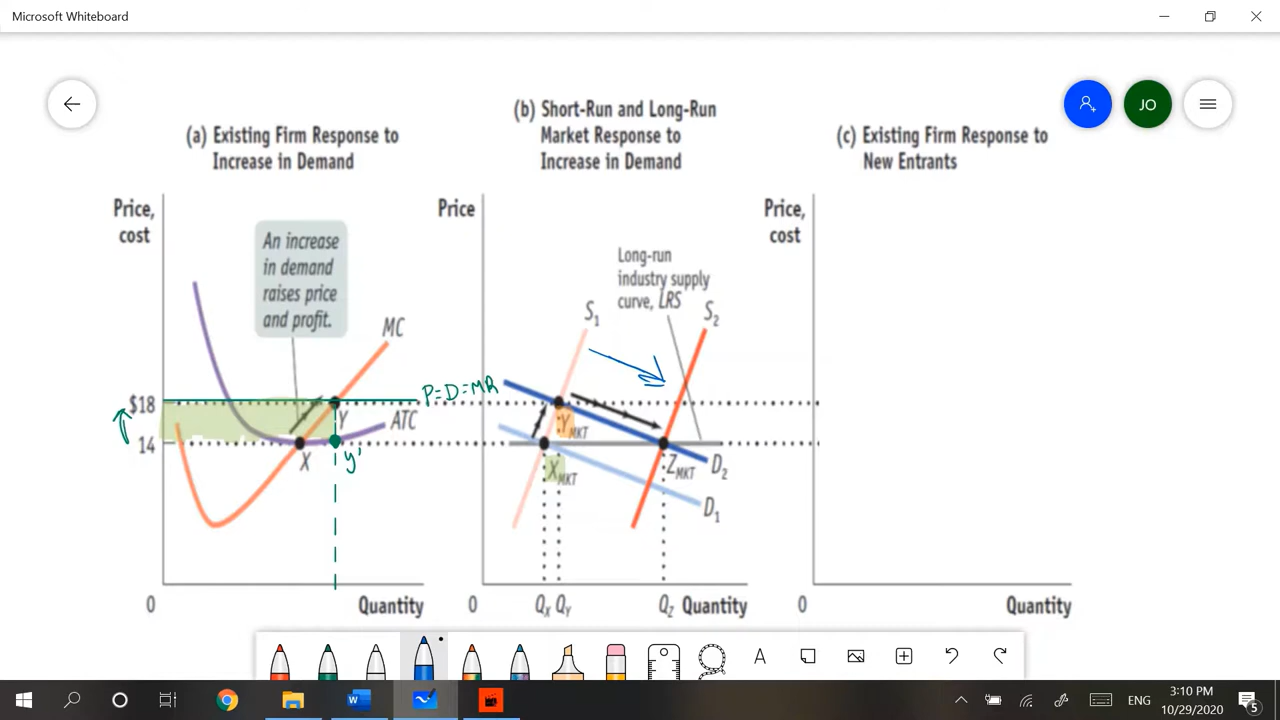 Microsoft Whiteboard
JO
(a) Existing Firm Response to
Increase in Demand
(b) Short-Run and Long-Run
Market Response to
Increase in Demand
(c) Existing Firm Response to
New Entrants
Price,
cost
An increase
in demand
raises price
and profit.
MC
$18
P=D=MR
Y
ATC
14
X
y'
0
Quantity
Price
Long-run
industry supply
curve, LRS
S1
S2
YMKT
XMKT
ZMKT
D2
D1
0
QX QY
QZ Quantity
Price,
cost
0
Quantity
A
W
ENG
3:10 PM
10/29/2020
5